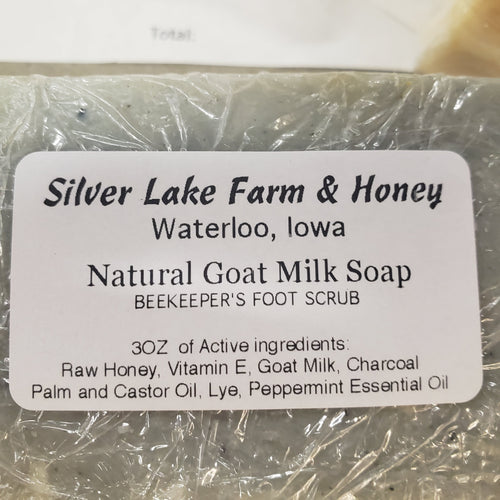 Total:
Silver Lake Farm & Honey
Waterloo, Iowa
Natural Goat Milk Soap
BEEKEEPER'S FOOT SCRUB
3OZ of Active ingredients:
Raw Honey, Vitamin E, Goat Milk, Charcoal
Palm and Castor Oil, Lye, Peppermint Essential Oil